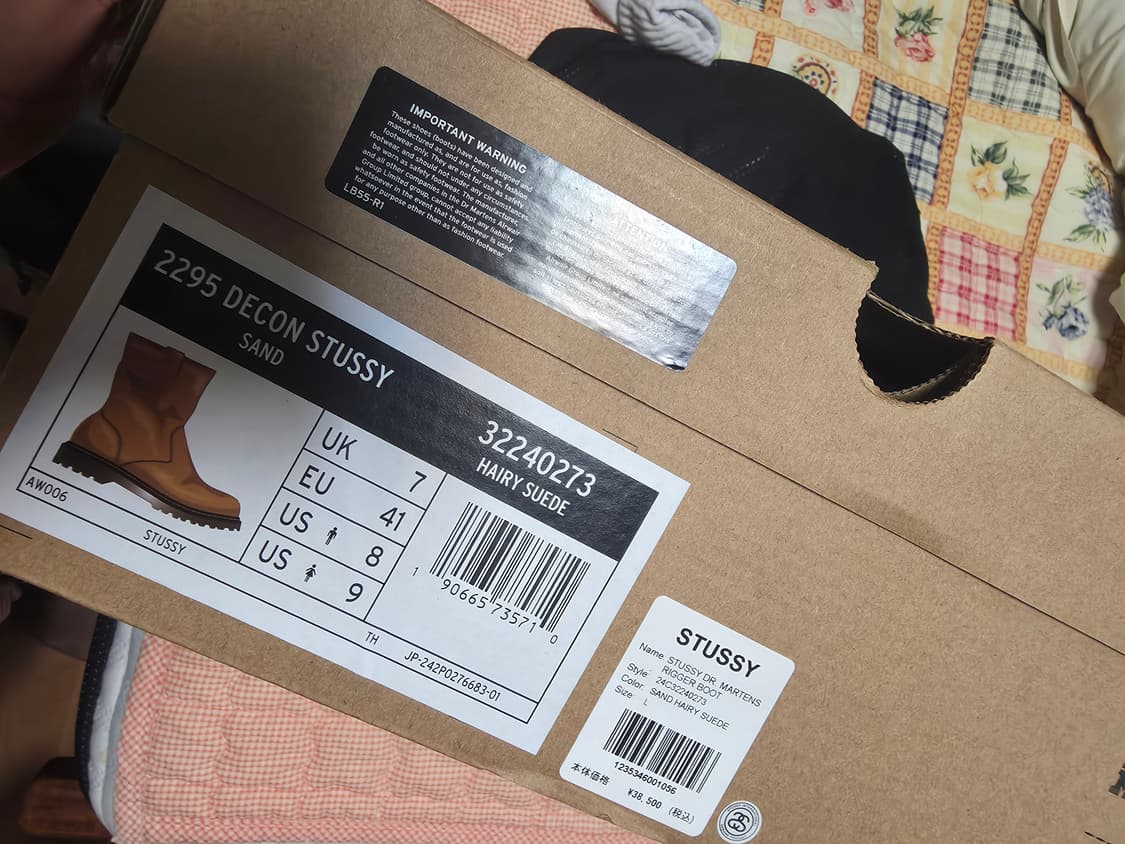 IMPORTANT WARNING
These shoes (boots) have been designed and
manufactured as, and are for use as, fashion
footwear only. They are not for use as safety
footwear, and should not under any circumstances
be worn as safety footwear. The manufacturer,
and all other companies in the Dr Martens Airwair
Group Limited group, cannot accept any liability
whatsoever in the event that the footwear is used
for any purpose other than as fashion footwear.
LB55-R1
ATTENTION
2295 DECON STUSSY
SAND
32240273
HAIRY SUEDE
UK 7
EU 41
US 8
US 9
AW006
STUSSY
1 90665 73571 0
TH
JP-242P0276683-01
STUSSY
Name STUSSY DR. MARTENS
RIGGER BOOT
Style: 24C32240273
Color: SAND HAIRY SUEDE
Size: L
1235346001056
本体価格
¥38,500 (税込)